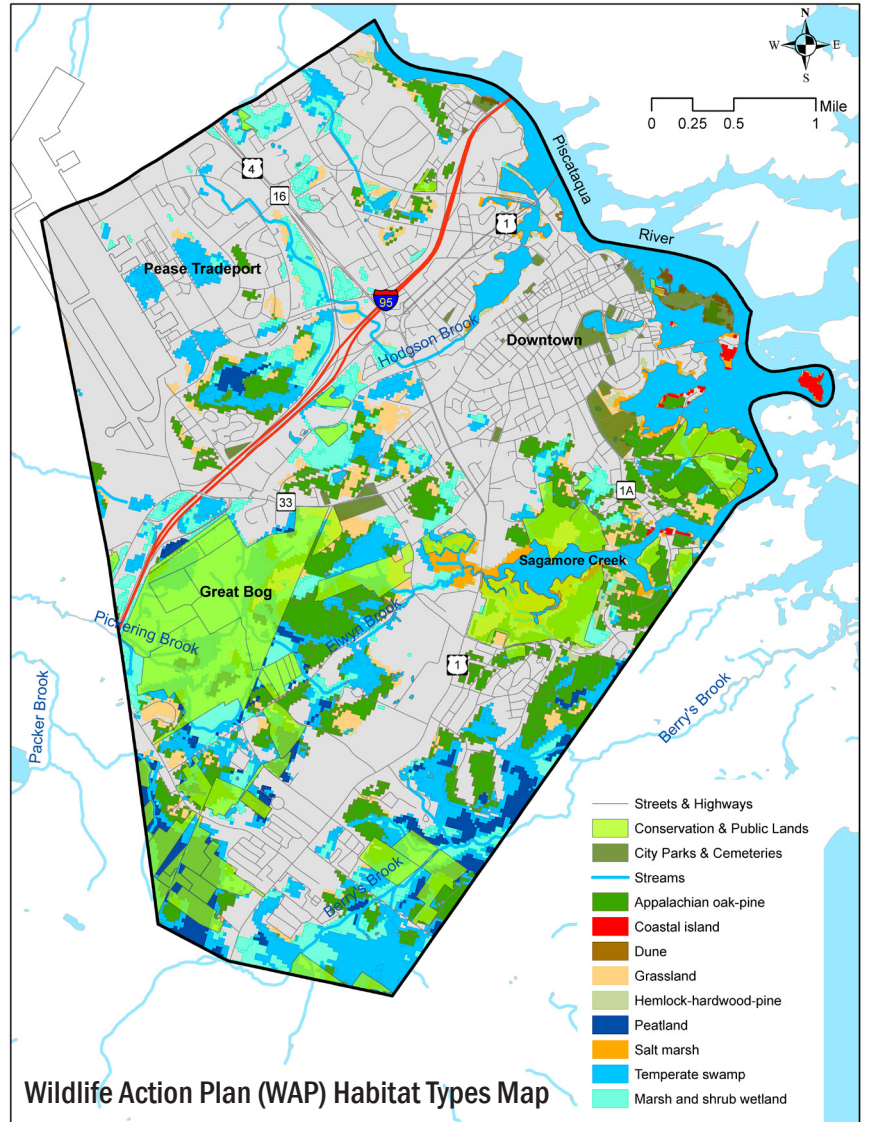 N
W
E
S
Mile
0 0.25 0.5 1
Piscataqua
River
4
16
1
Pease Tradeport
95
Hodgson Brook
Downtown
33
1A
Sagamore Creek
Great Bog
Pickering Brook
Elwyn Brook
1
Packer Brook
Berry's Brook
Berry's Brook
Streets & Highways
Conservation & Public Lands
City Parks & Cemeteries
Streams
Appalachian oak-pine
Coastal island
Dune
Grassland
Hemlock-hardwood-pine
Peatland
Salt marsh
Temperate swamp
Marsh and shrub wetland
Wildlife Action Plan (WAP) Habitat Types Map